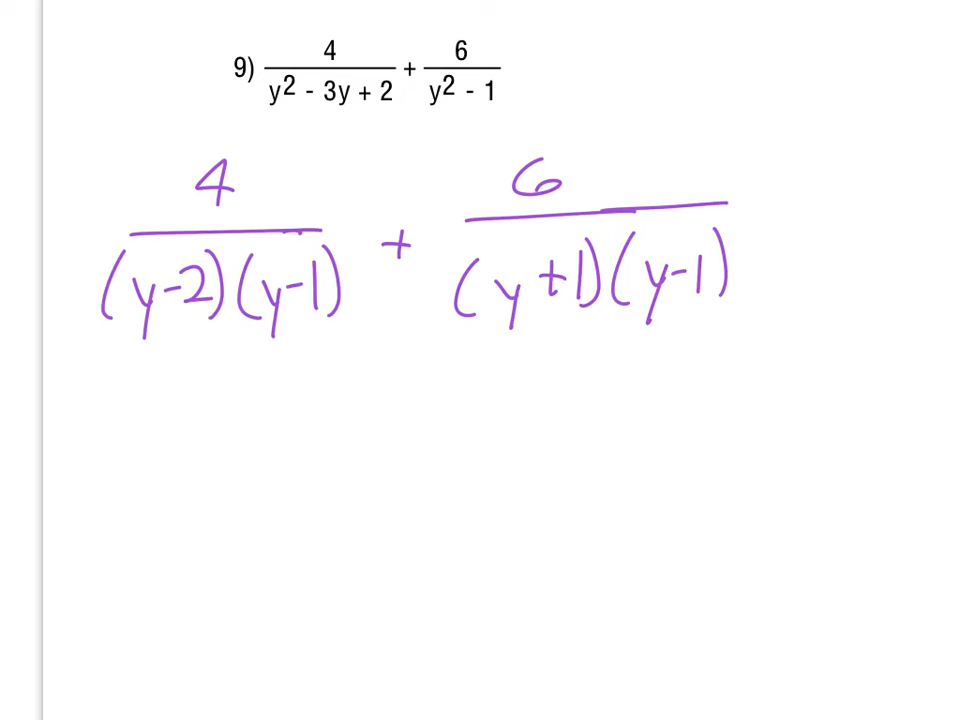 9) 4/(y² - 3y + 2) + 6/(y² - 1)
4/((y-2)(y-1)) + 6/((y+1)(y-1))